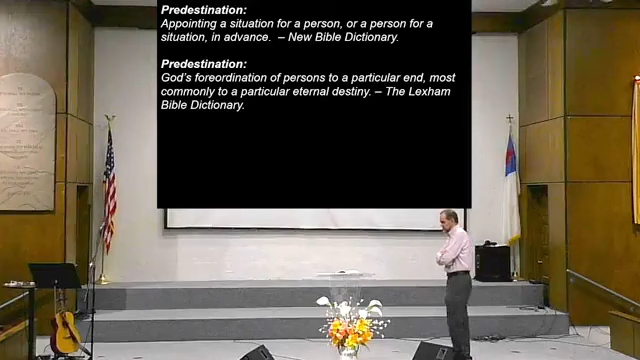 Predestination:
Appointing a situation for a person, or a person for a
situation, in advance. – New Bible Dictionary.
Predestination:
God's foreordination of persons to a particular end, most
commonly to a particular eternal destiny. – The Lexham
Bible Dictionary.